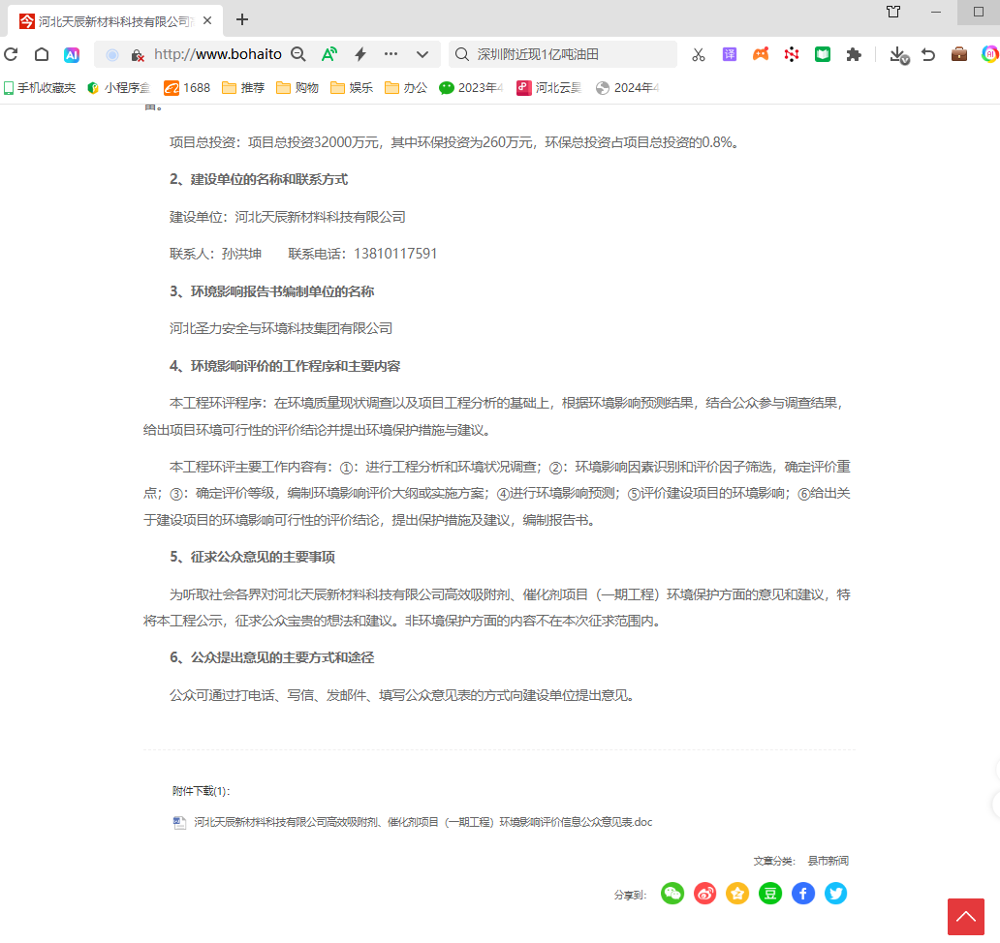 河北天辰新材料科技有限公司
http://www.bohaito
深圳附近现1亿吨油田
手机收藏夹 小程序盒 1688 推荐 购物 娱乐 办公 2023年 河北云昊 2024年
项目总投资：项目总投资32000万元，其中环保投资为260万元，环保总投资占项目总投资的0.8%。
2、建设单位的名称和联系方式
建设单位：河北天辰新材料科技有限公司
联系人：孙洪坤 联系电话：13810117591
3、环境影响报告书编制单位的名称
河北圣力安全与环境科技集团有限公司
4、环境影响评价的工作程序和主要内容
本工程环评程序：在环境质量现状调查以及项目工程分析的基础上，根据环境影响预测结果，结合公众参与调查结果，
给出项目环境可行性的评价结论并提出环境保护措施与建议。
本工程环评主要工作内容有：①：进行工程分析和环境状况调查；②：环境影响因素识别和评价因子筛选，确定评价重
点；③：确定评价等级，编制环境影响评价大纲或实施方案；④进行环境影响预测；⑤评价建设项目的环境影响；⑥给出关
于建设项目的环境影响可行性的评价结论，提出保护措施及建议，编制报告书。
5、征求公众意见的主要事项
为听取社会各界对河北天辰新材料科技有限公司高效吸附剂、催化剂项目（一期工程）环境保护方面的意见和建议，特
将本工程公示，征求公众宝贵的想法和建议。非环境保护方面的内容不在本次征求范围内。
6、公众提出意见的主要方式和途径
公众可通过打电话、写信、发邮件、填写公众意见表的方式向建设单位提出意见。
附件下载(1)：
河北天辰新材料科技有限公司高效吸附剂、催化剂项目（一期工程）环境影响评价信息公众意见表.doc
文章分类： 县市新闻
分享到：